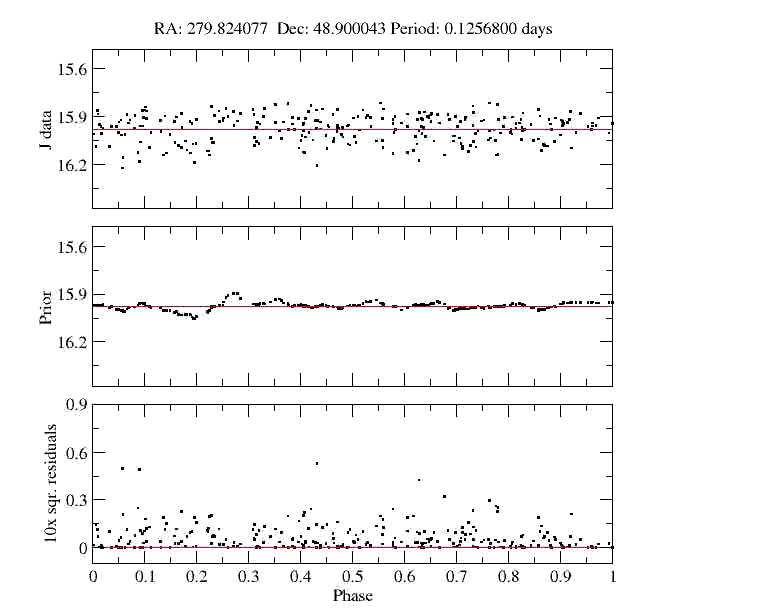 RA: 279.824077  Dec: 48.900043 Period: 0.1256800 days
15.6
15.9
16.2
J data
15.6
15.9
16.2
Prior
0.9
0.6
0.3
0
10x sqr. residuals
0 0.1 0.2 0.3 0.4 0.5 0.6 0.7 0.8 0.9 1
Phase